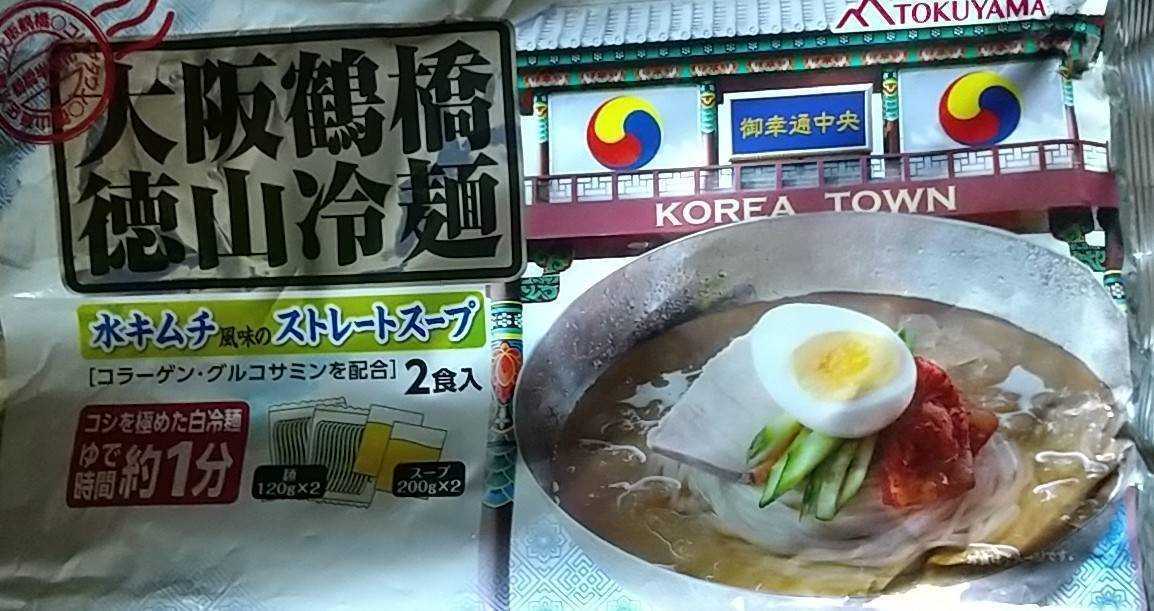 TOKUYAMA
大阪鶴橋
徳山冷麺
御幸通中央
KOREA TOWN
水キムチ風味のストレートスープ
[コラーゲン・グルコサミンを配合] 2食入
コシを極めた白冷麺
ゆで時間 約1分
麺
120g×2
スープ
200g×2